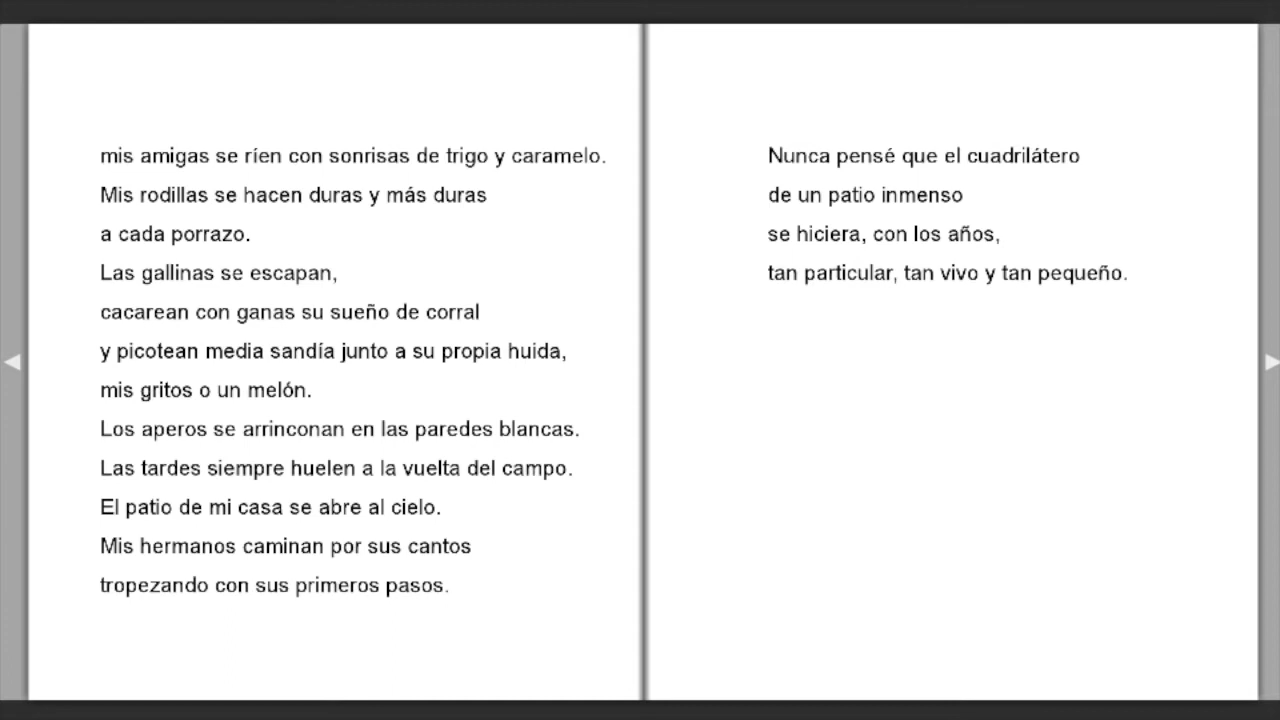 mis amigas se ríen con sonrisas de trigo y caramelo.
Mis rodillas se hacen duras y más duras
a cada porrazo.
Las gallinas se escapan,
cacarean con ganas su sueño de corral
y picotean media sandía junto a su propia huida,
mis gritos o un melón.
Los aperos se arrinconan en las paredes blancas.
Las tardes siempre huelen a la vuelta del campo.
El patio de mi casa se abre al cielo.
Mis hermanos caminan por sus cantos
tropezando con sus primeros pasos.
Nunca pensé que el cuadrilátero
de un patio inmenso
se hiciera, con los años,
tan particular, tan vivo y tan pequeño.